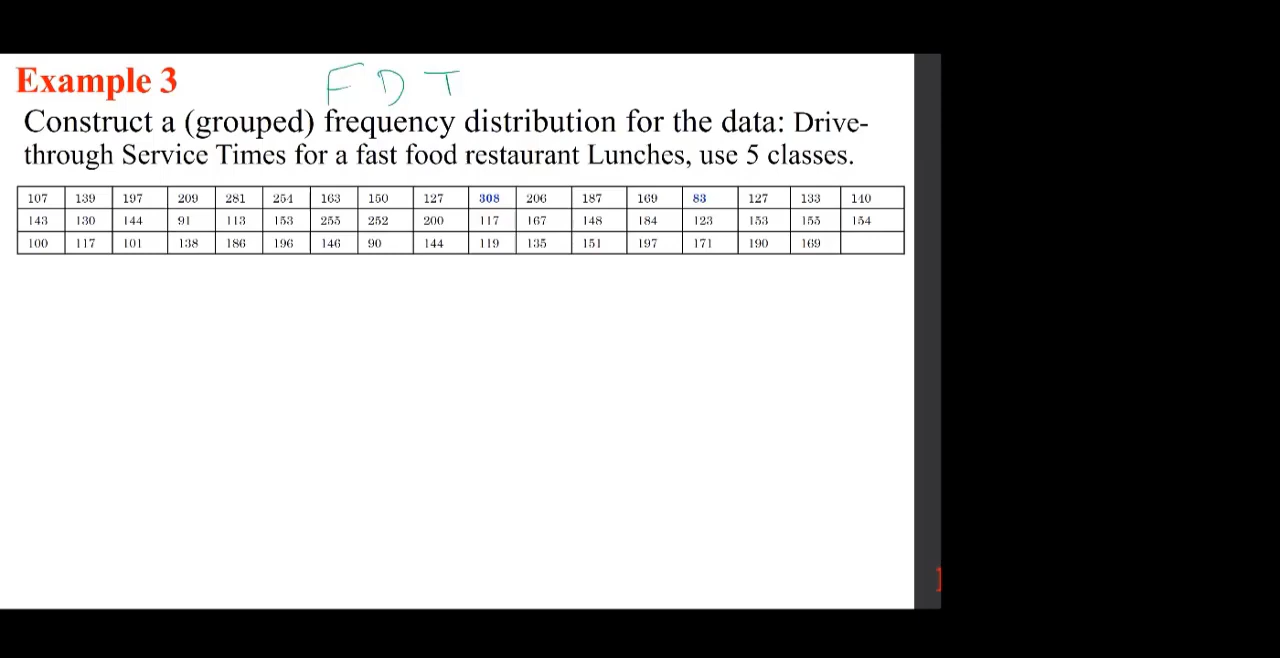 Example 3
F D T
Construct a (grouped) frequency distribution for the data: Drive-
through Service Times for a fast food restaurant Lunches, use 5 classes.
107 139 197 209 281 254 163 150 127 308 206 187 169 83 127 133 140
143 130 144 91 113 153 255 252 200 117 167 148 184 123 153 155 154
100 117 101 138 186 196 146 90 144 119 135 151 197 171 190 169